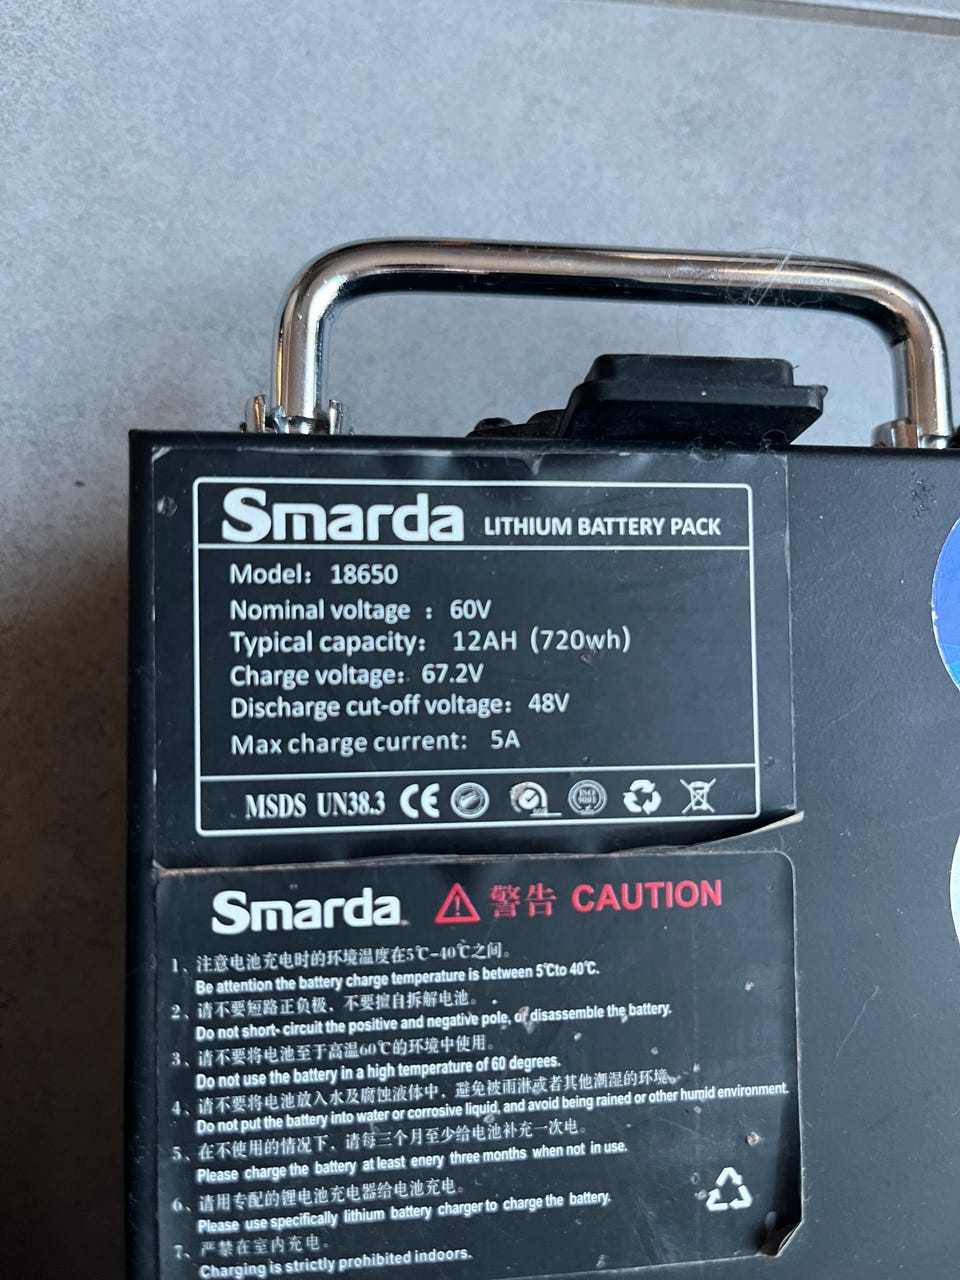 Smarda LITHIUM BATTERY PACK
Model: 18650
Nominal voltage : 60V
Typical capacity: 12AH (720wh)
Charge voltage: 67.2V
Discharge cut-off voltage: 48V
Max charge current: 5A
MSDS UN38.3 CE ISO 9001
Smarda 警告 CAUTION
1、注意电池充电时的环境温度在5℃-40℃之间。
Be attention the battery charge temperature is between 5℃to 40℃.
2、请不要短路正负极，不要擅自拆解电池。
Do not short- circuit the positive and negative pole, or disassemble the battery.
3、请不要将电池至于高温60℃的环境中使用。
Do not use the battery in a high temperature of 60 degrees.
4、请不要将电池放入水及腐蚀液体中，避免被雨淋或者其他潮湿的环境。
Do not put the battery into water or corrosive liquid, and avoid being rained or other humid environment.
5、在不使用的情况下，请每三个月至少给电池补充一次电。
Please charge the battery at least enery three months when not in use.
6、请用专配的锂电池充电器给电池充电。
Please use specifically lithium battery charger to charge the battery.
7、严禁在室内充电。
Charging is strictly prohibited indoors.